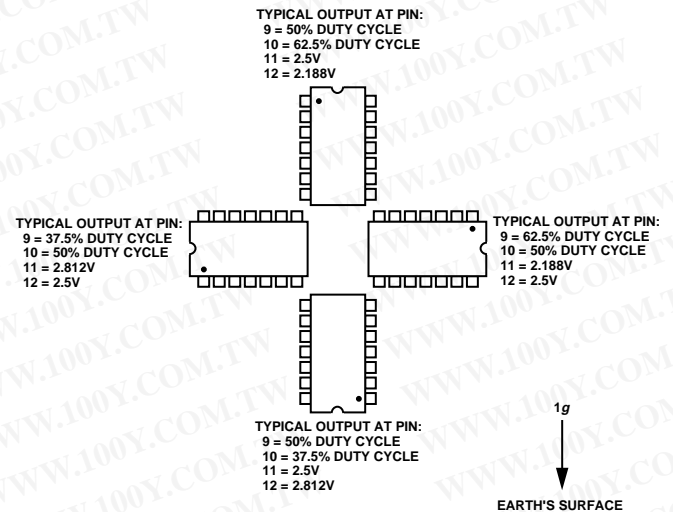 TYPICAL OUTPUT AT PIN:
9 = 50% DUTY CYCLE
10 = 62.5% DUTY CYCLE
11 = 2.5V
12 = 2.188V
TYPICAL OUTPUT AT PIN:
9 = 37.5% DUTY CYCLE
10 = 50% DUTY CYCLE
11 = 2.812V
12 = 2.5V
TYPICAL OUTPUT AT PIN:
9 = 62.5% DUTY CYCLE
10 = 50% DUTY CYCLE
11 = 2.188V
12 = 2.5V
TYPICAL OUTPUT AT PIN:
9 = 50% DUTY CYCLE
10 = 37.5% DUTY CYCLE
11 = 2.5V
12 = 2.812V
1g
EARTH'S SURFACE
WWW.100Y.COM.TW